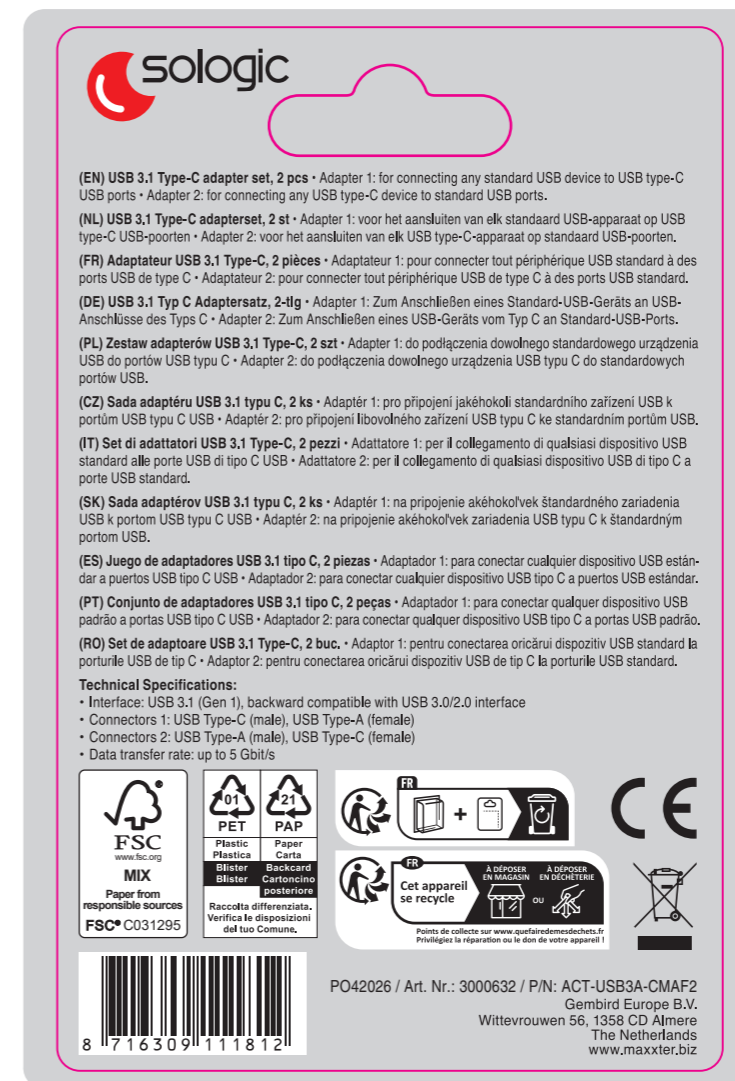 sologic
(EN) USB 3.1 Type-C adapter set, 2 pcs • Adapter 1: for connecting any standard USB device to USB type-C
USB ports • Adapter 2: for connecting any USB type-C device to standard USB ports.
(NL) USB 3.1 Type-C adapterset, 2 st • Adapter 1: voor het aansluiten van elk standaard USB-apparaat op USB
type-C USB-poorten • Adapter 2: voor het aansluiten van elk USB type-C-apparaat op standaard USB-poorten.
(FR) Adaptateur USB 3.1 Type-C, 2 pièces • Adaptateur 1: pour connecter tout périphérique USB standard à des
ports USB de type C • Adaptateur 2: pour connecter tout périphérique USB de type C à des ports USB standard.
(DE) USB 3.1 Typ C Adaptersatz, 2-tlg • Adapter 1: Zum Anschließen eines Standard-USB-Geräts an USB-
Anschlüsse des Typs C • Adapter 2: Zum Anschließen eines USB-Geräts vom Typ C an Standard-USB-Ports.
(PL) Zestaw adapterów USB 3.1 Type-C, 2 szt • Adapter 1: do podłączenia dowolnego standardowego urządzenia
USB do portów USB typu C • Adapter 2: do podłączenia dowolnego urządzenia USB typu C do standardowych
portów USB.
(CZ) Sada adaptéru USB 3.1 typu C, 2 ks • Adaptér 1: pro připojení jakéhokoli standardního zařízení USB k
portům USB typu C USB • Adaptér 2: pro připojení libovolného zařízení USB typu C ke standardním portům USB.
(IT) Set di adattatori USB 3.1 Type-C, 2 pezzi • Adattatore 1: per il collegamento di qualsiasi dispositivo USB
standard alle porte USB di tipo C USB • Adattatore 2: per il collegamento di qualsiasi dispositivo USB di tipo C a
porte USB standard.
(SK) Sada adaptérov USB 3.1 typu C, 2 ks • Adaptér 1: na pripojenie akéhokoľvek štandardného zariadenia
USB k portom USB typu C USB • Adaptér 2: na pripojenie akéhokoľvek zariadenia USB typu C k štandardným
portom USB.
(ES) Juego de adaptadores USB 3.1 tipo C, 2 piezas • Adaptador 1: para conectar cualquier dispositivo USB están-
dar a puertos USB tipo C USB • Adaptador 2: para conectar cualquier dispositivo USB tipo C a puertos USB estándar.
(PT) Conjunto de adaptadores USB 3.1 tipo C, 2 peças • Adaptador 1: para conectar qualquer dispositivo USB
padrão a portas USB tipo C USB • Adaptador 2: para conectar qualquer dispositivo USB tipo C a portas USB padrão.
(RO) Set de adaptoare USB 3.1 Type-C, 2 buc. • Adaptor 1: pentru conectarea oricărui dispozitiv USB standard la
porturile USB de tip C • Adaptor 2: pentru conectarea oricărui dispozitiv USB de tip C la porturile USB standard.
Technical Specifications:
• Interface: USB 3.1 (Gen 1), backward compatible with USB 3.0/2.0 interface
• Connectors 1: USB Type-C (male), USB Type-A (female)
• Connectors 2: USB Type-A (male), USB Type-C (female)
• Data transfer rate: up to 5 Gbit/s
FSC
www.fsc.org
MIX
Paper from
responsible sources
FSC® C031295
01 21
PET PAP
Plastic Paper
Plastica Carta
Blister Backcard
Blister Cartoncino
posteriore
Raccolta differenziata.
Verifica le disposizioni
del tuo Comune.
FR
+
CE
FR
Cet appareil
se recycle
À DÉPOSER
EN MAGASIN
OU
À DÉPOSER
EN DÉCHÈTERIE
Points de collecte sur www.quefairedemesdechets.fr
Privilégiez la réparation ou le don de votre appareil !
8 716309 111812
PO42026 / Art. Nr.: 3000632 / P/N: ACT-USB3A-CMAF2
Gembird Europe B.V.
Wittevrouwen 56, 1358 CD Almere
The Netherlands
www.maxxter.biz